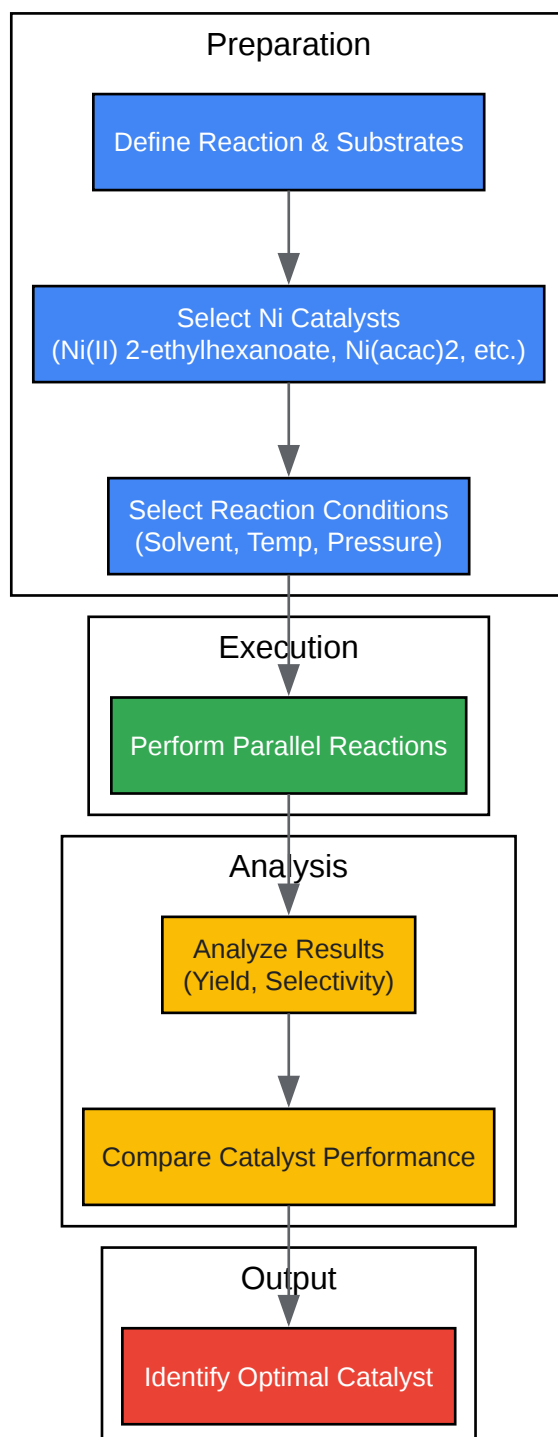 Preparation
Define Reaction & Substrates
Select Ni Catalysts
(Ni(II) 2-ethylhexanoate, Ni(acac)2, etc.)
Select Reaction Conditions
(Solvent, Temp, Pressure)
Execution
Perform Parallel Reactions
Analysis
Analyze Results
(Yield, Selectivity)
Compare Catalyst Performance
Output
Identify Optimal Catalyst